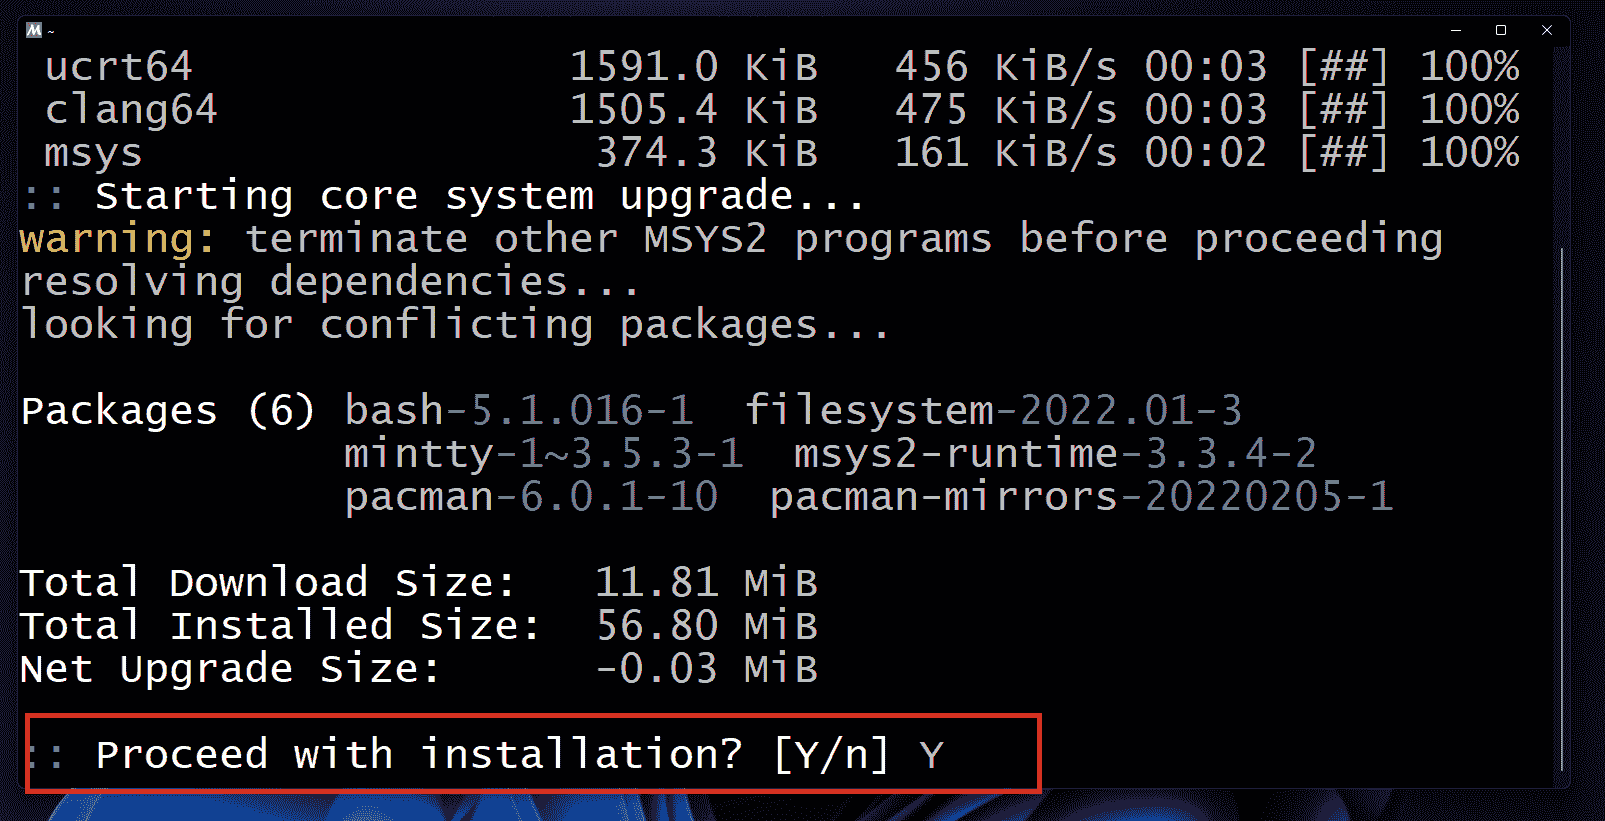 ~
ucrt64 1591.0 KiB 456 KiB/s 00:03 [##] 100%
clang64 1505.4 KiB 475 KiB/s 00:03 [##] 100%
msys 374.3 KiB 161 KiB/s 00:02 [##] 100%
:: Starting core system upgrade...
warning: terminate other MSYS2 programs before proceeding
resolving dependencies...
looking for conflicting packages...
Packages (6) bash-5.1.016-1 filesystem-2022.01-3
mintty-1~3.5.3-1 msys2-runtime-3.3.4-2
pacman-6.0.1-10 pacman-mirrors-20220205-1
Total Download Size: 11.81 MiB
Total Installed Size: 56.80 MiB
Net Upgrade Size: -0.03 MiB
:: Proceed with installation? [Y/n] Y